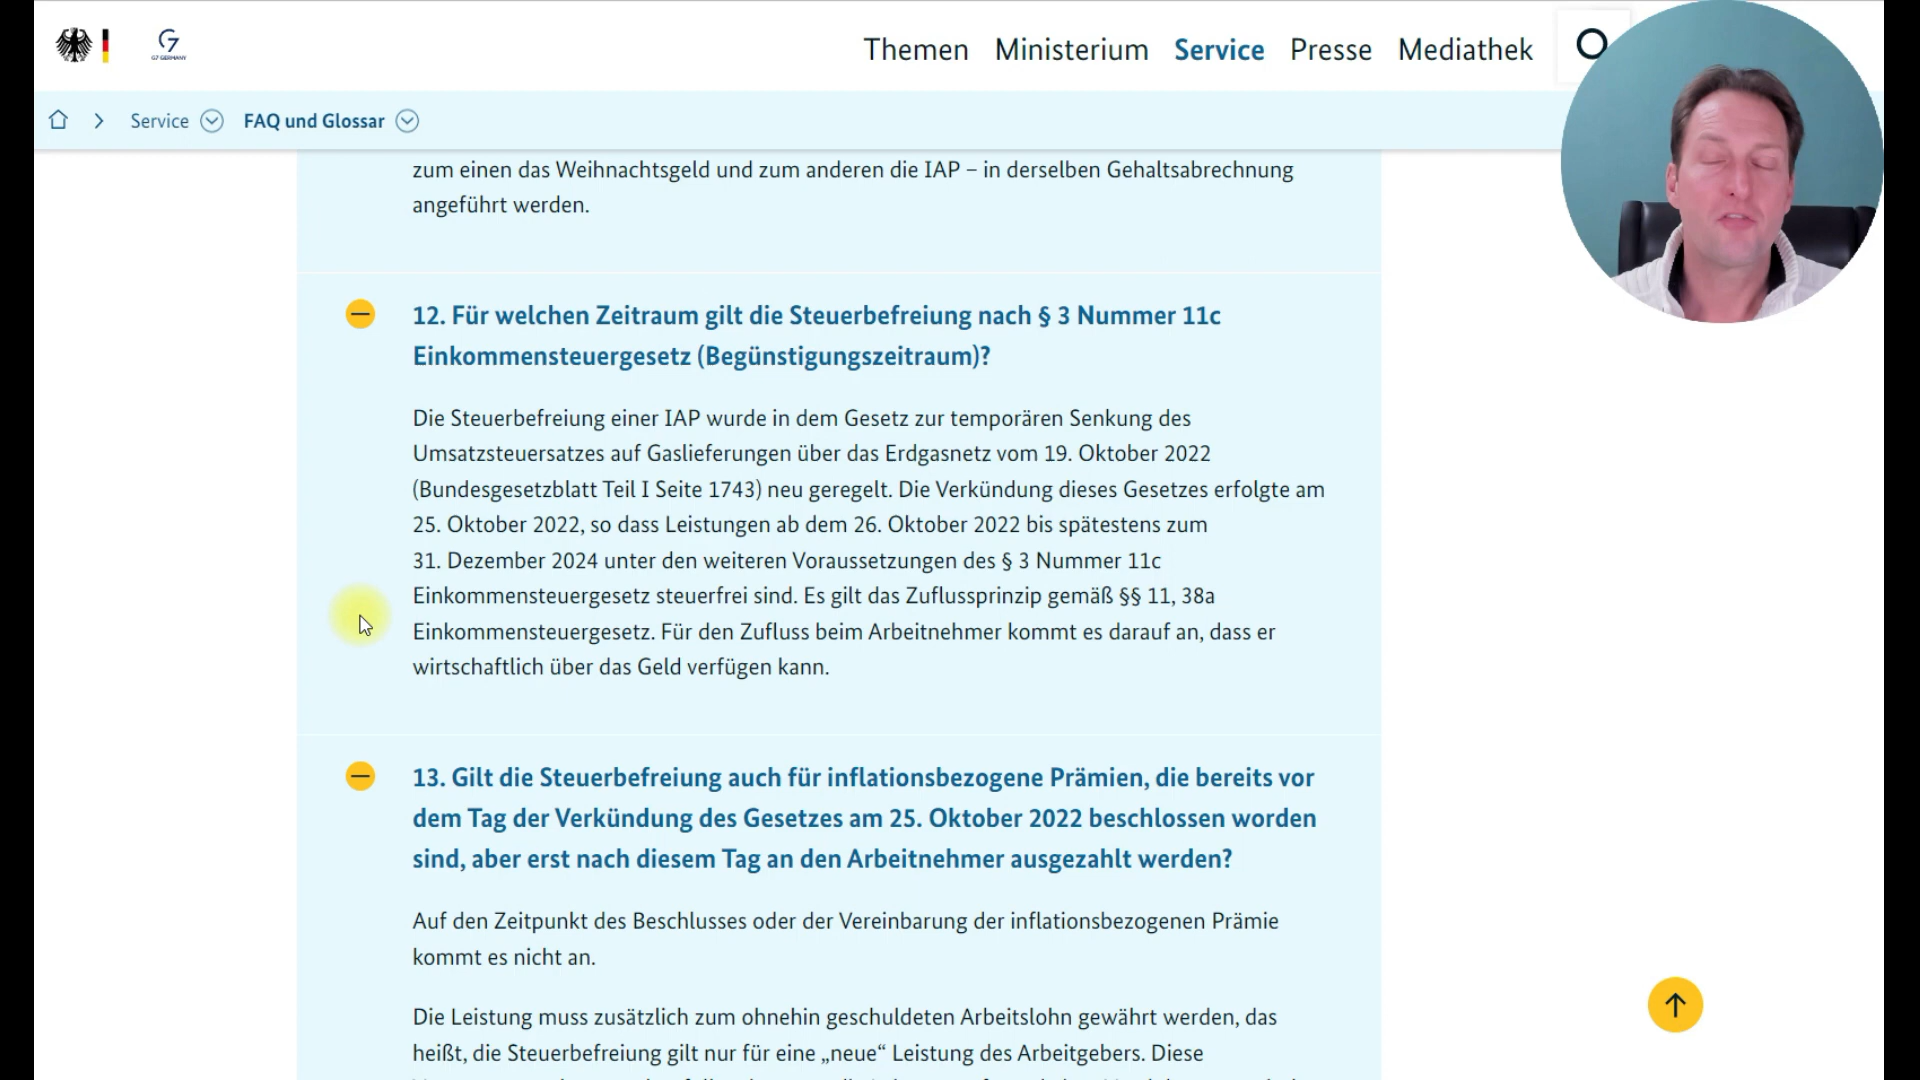 G7 GERMANY
Themen Ministerium Service Presse Mediathek
Service FAQ und Glossar
zum einen das Weihnachtsgeld und zum anderen die IAP – in derselben Gehaltsabrechnung
angeführt werden.
12. Für welchen Zeitraum gilt die Steuerbefreiung nach § 3 Nummer 11c
Einkommensteuergesetz (Begünstigungszeitraum)?
Die Steuerbefreiung einer IAP wurde in dem Gesetz zur temporären Senkung des
Umsatzsteuersatzes auf Gaslieferungen über das Erdgasnetz vom 19. Oktober 2022
(Bundesgesetzblatt Teil I Seite 1743) neu geregelt. Die Verkündung dieses Gesetzes erfolgte am
25. Oktober 2022, so dass Leistungen ab dem 26. Oktober 2022 bis spätestens zum
31. Dezember 2024 unter den weiteren Voraussetzungen des § 3 Nummer 11c
Einkommensteuergesetz steuerfrei sind. Es gilt das Zuflussprinzip gemäß §§ 11, 38a
Einkommensteuergesetz. Für den Zufluss beim Arbeitnehmer kommt es darauf an, dass er
wirtschaftlich über das Geld verfügen kann.
13. Gilt die Steuerbefreiung auch für inflationsbezogene Prämien, die bereits vor
dem Tag der Verkündung des Gesetzes am 25. Oktober 2022 beschlossen worden
sind, aber erst nach diesem Tag an den Arbeitnehmer ausgezahlt werden?
Auf den Zeitpunkt des Beschlusses oder der Vereinbarung der inflationsbezogenen Prämie
kommt es nicht an.
Die Leistung muss zusätzlich zum ohnehin geschuldeten Arbeitslohn gewährt werden, das
heißt, die Steuerbefreiung gilt nur für eine „neue“ Leistung des Arbeitgebers. Diese